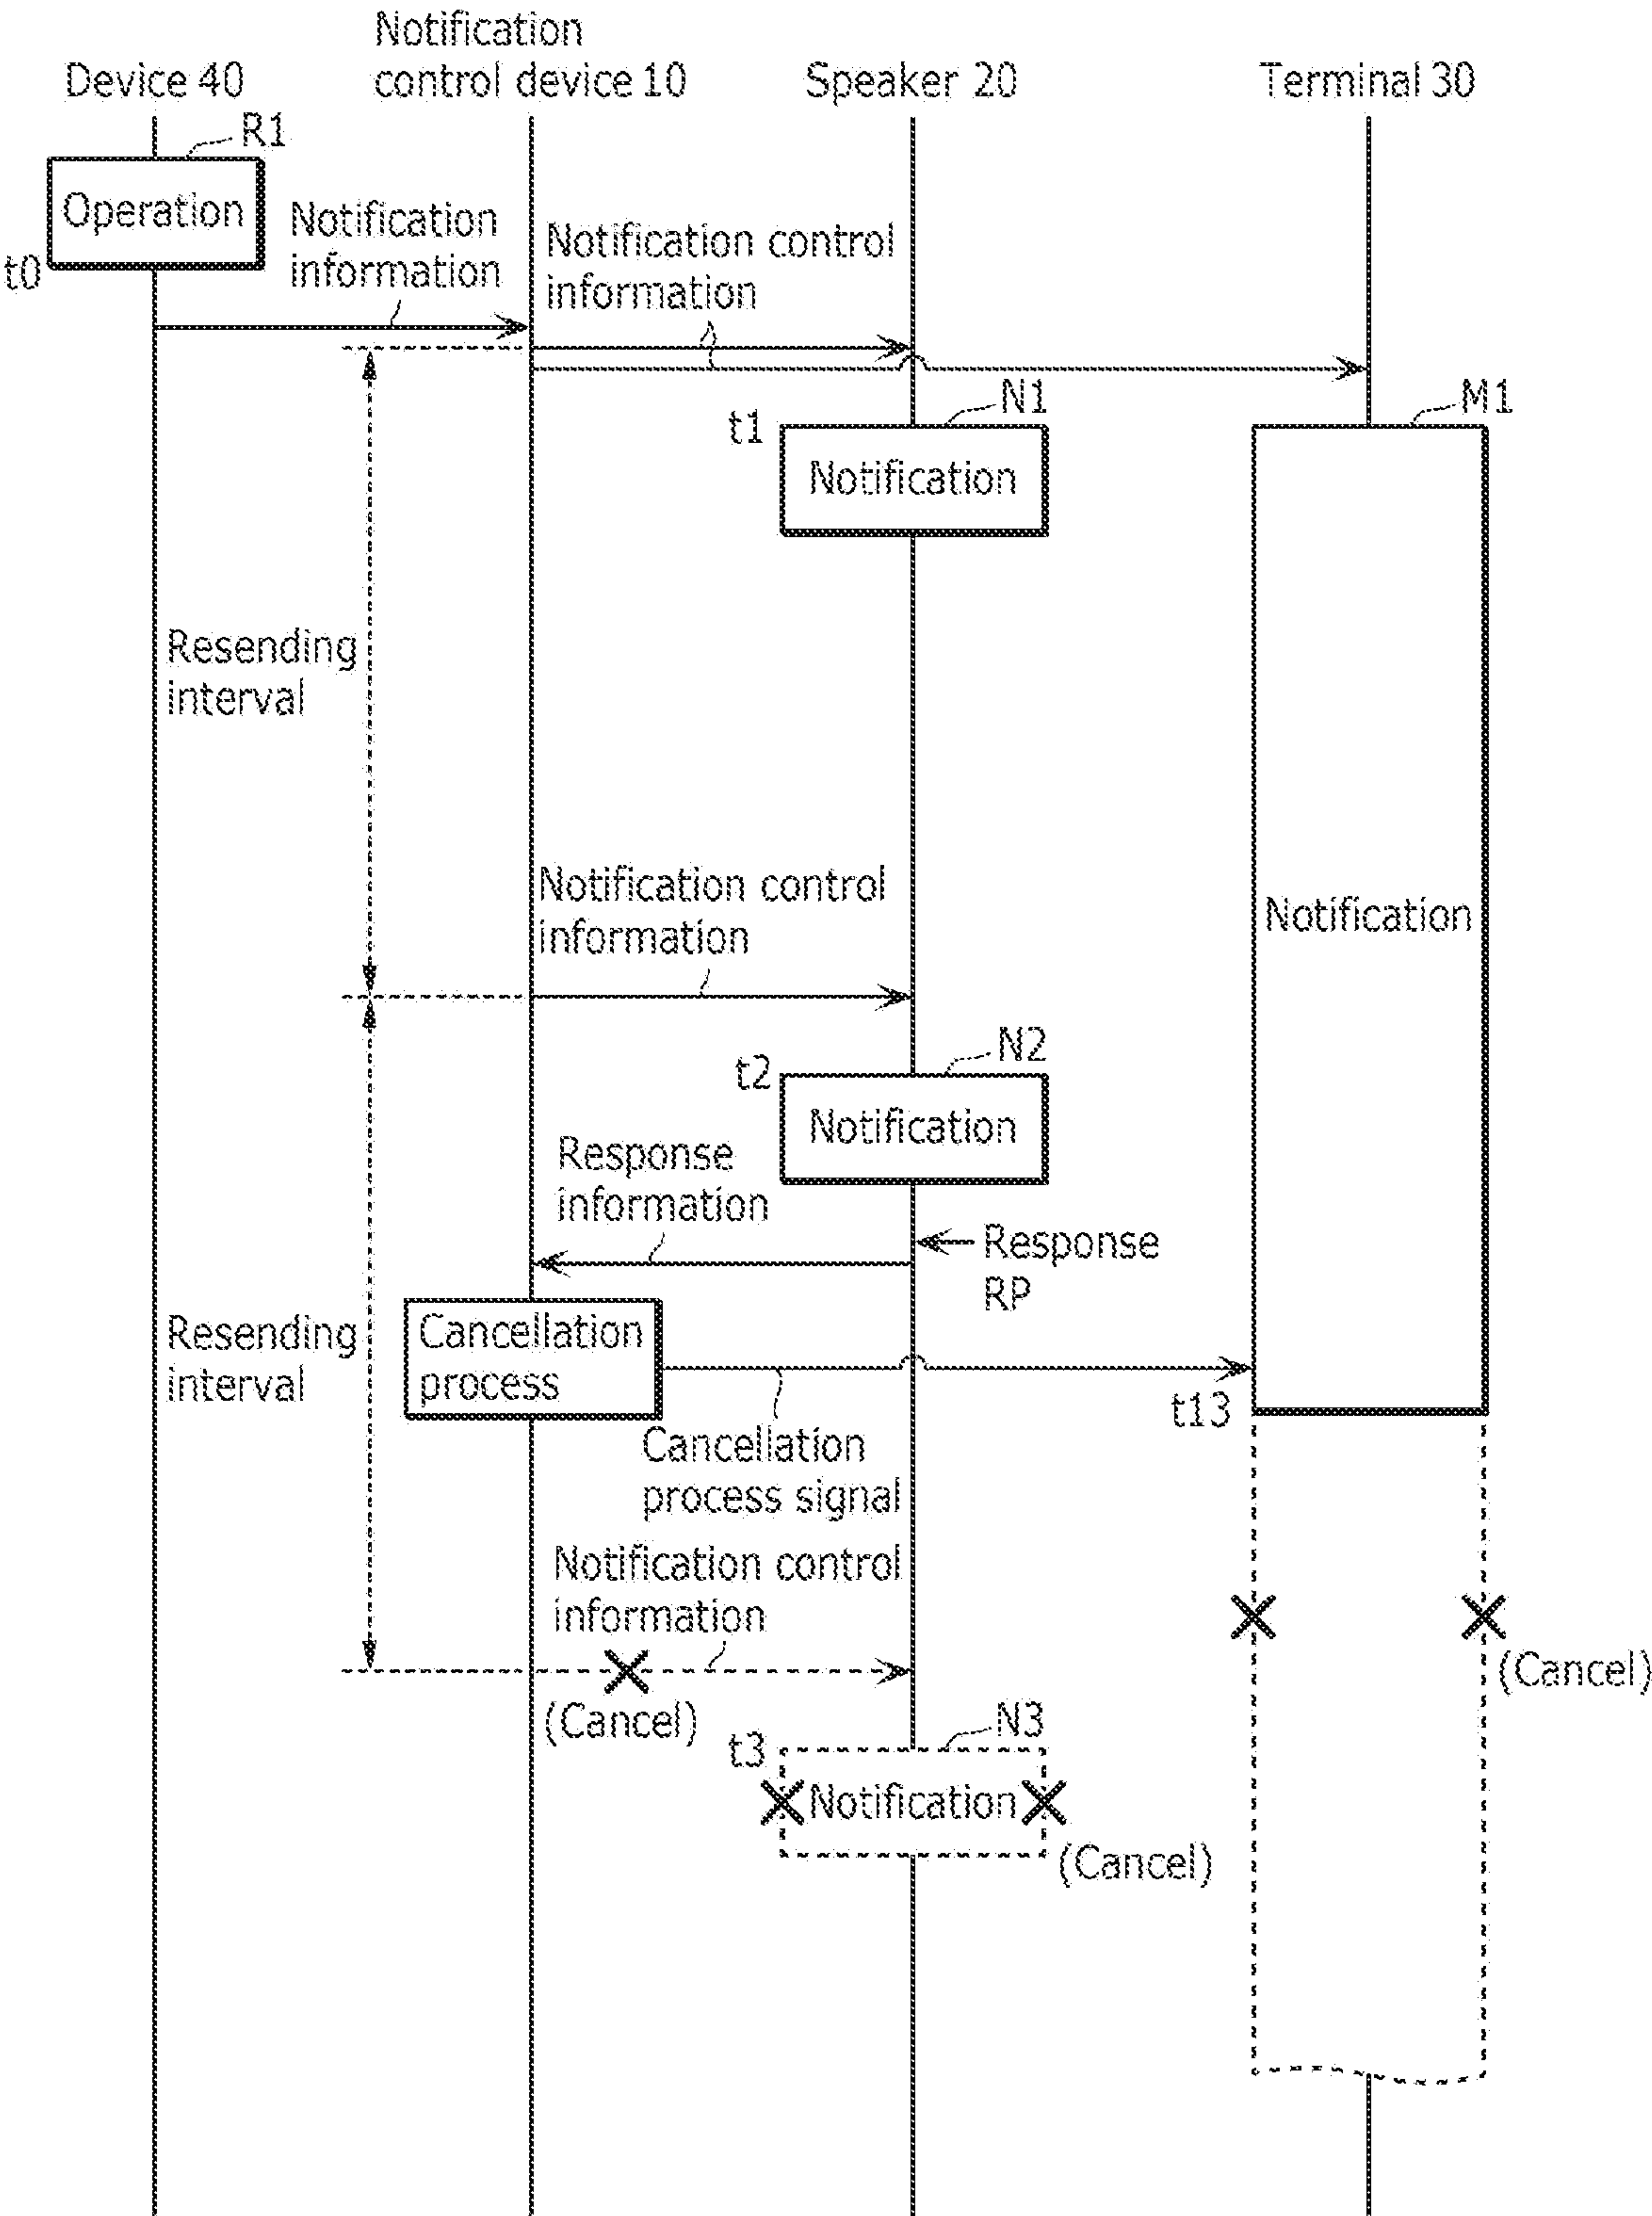 Notification
Device 40
control device 10
Speaker 20
Terminal 30
R1
Operation
t0
Notification
information
Notification control
information
N1
M1
t1
Notification
Resending
interval
Notification control
information
Notification
N2
t2
Notification
Response
information
Response
RP
Cancellation
process
Resending
interval
t13
Cancellation
process signal
Notification control
information
(Cancel)
(Cancel)
N3
t3
Notification
(Cancel)